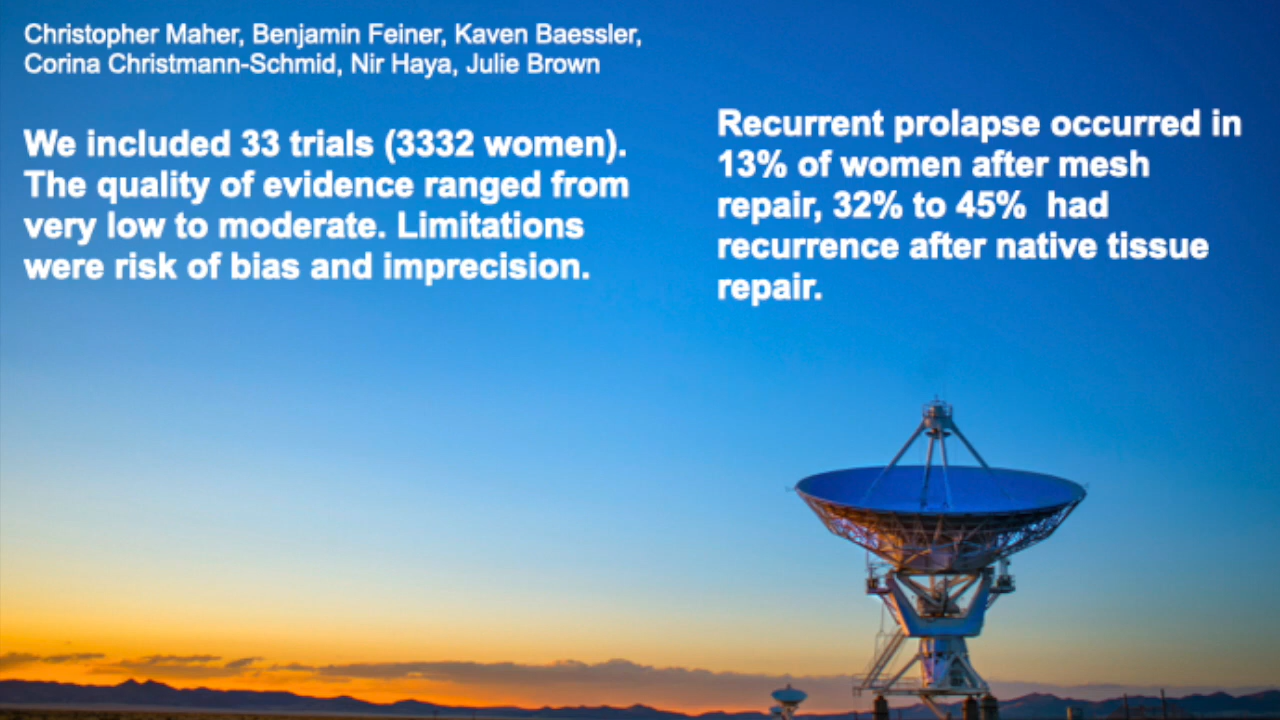 Christopher Maher, Benjamin Feiner, Kaven Baessler,
Corina Christmann-Schmid, Nir Haya, Julie Brown
We included 33 trials (3332 women).
The quality of evidence ranged from
very low to moderate. Limitations
were risk of bias and imprecision.
Recurrent prolapse occurred in
13% of women after mesh
repair, 32% to 45%  had
recurrence after native tissue
repair.